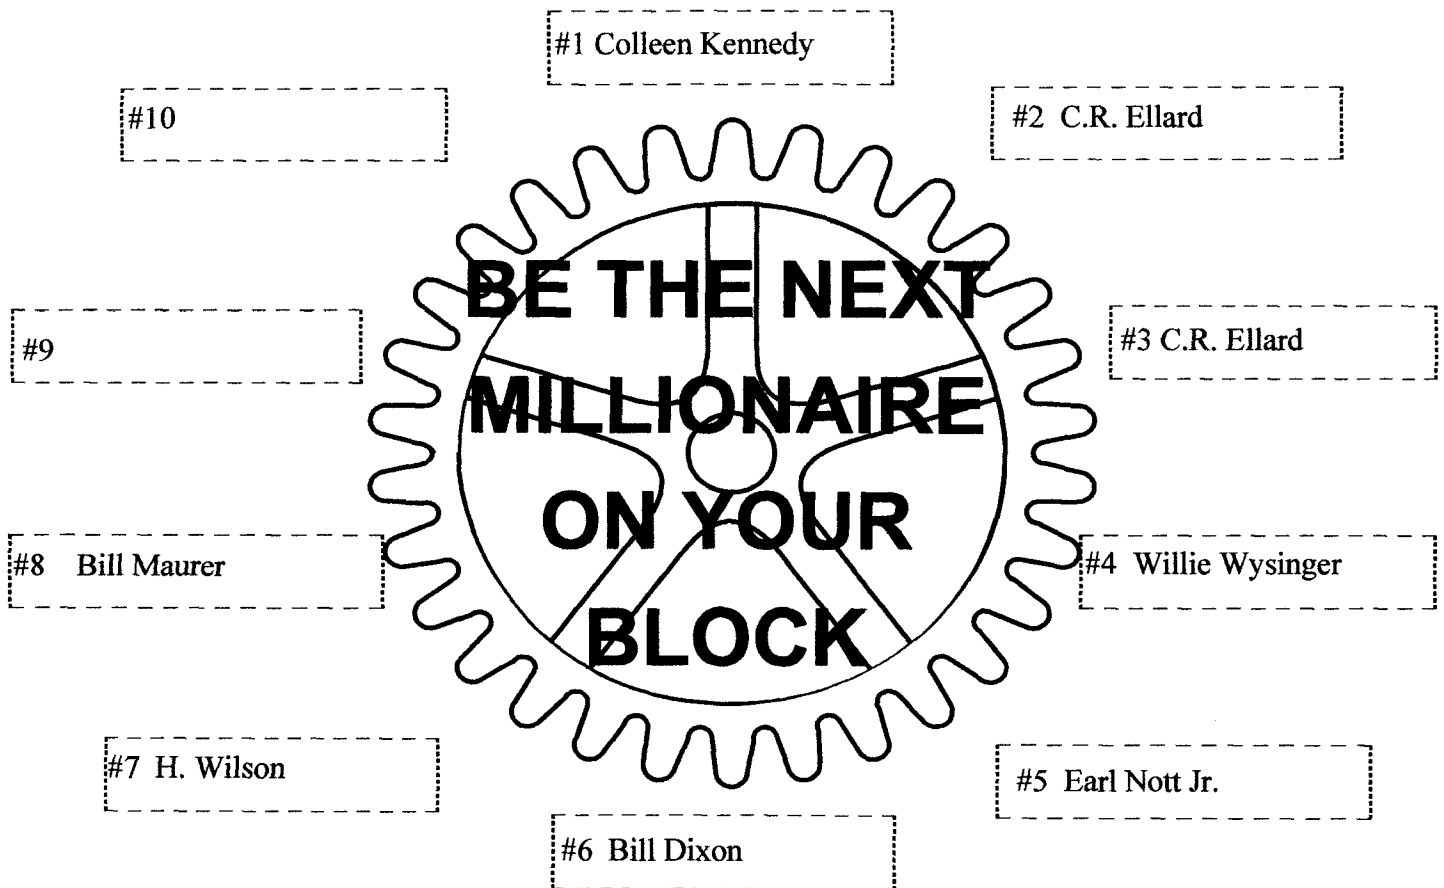 #1 Colleen Kennedy
#2 C.R. Ellard
#3 C.R. Ellard
#4 Willie Wysinger
#5 Earl Nott Jr.
#6 Bill Dixon
#7 H. Wilson
#8 Bill Maurer
#9
#10
BE THE NEXT
MILLIONAIRE
ON YOUR
BLOCK